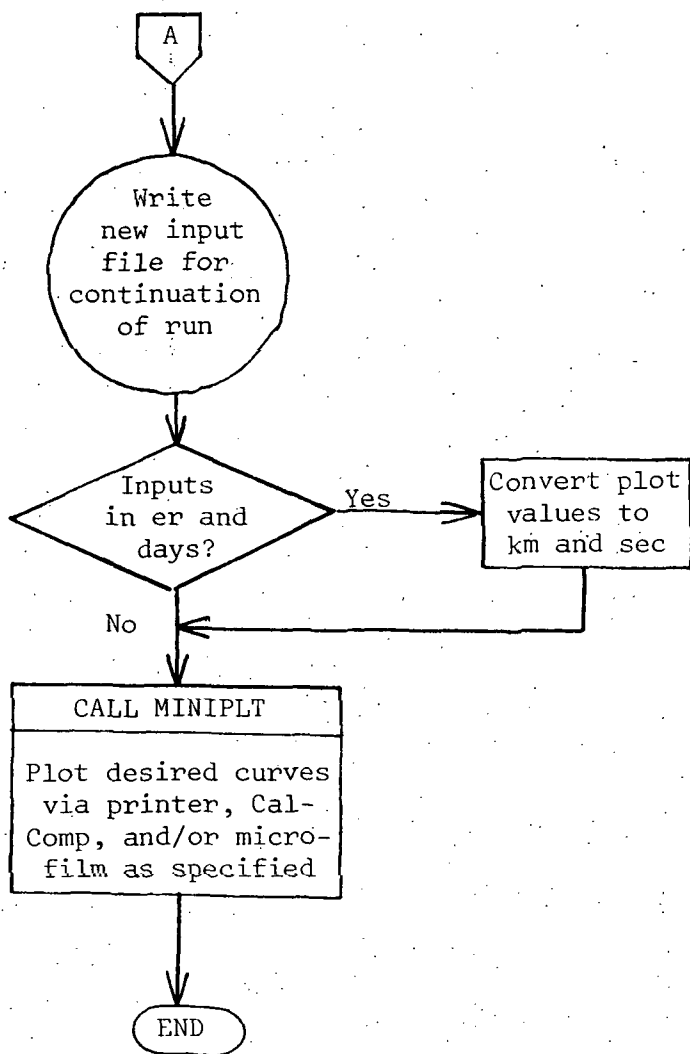 A
Write
new input
file for
continuation
of run
Inputs
in er and
days?
Yes
Convert plot
values to
km and sec
No
CALL MINIPLT
Plot desired curves
via printer, Cal-
Comp, and/or micro-
film as specified
END